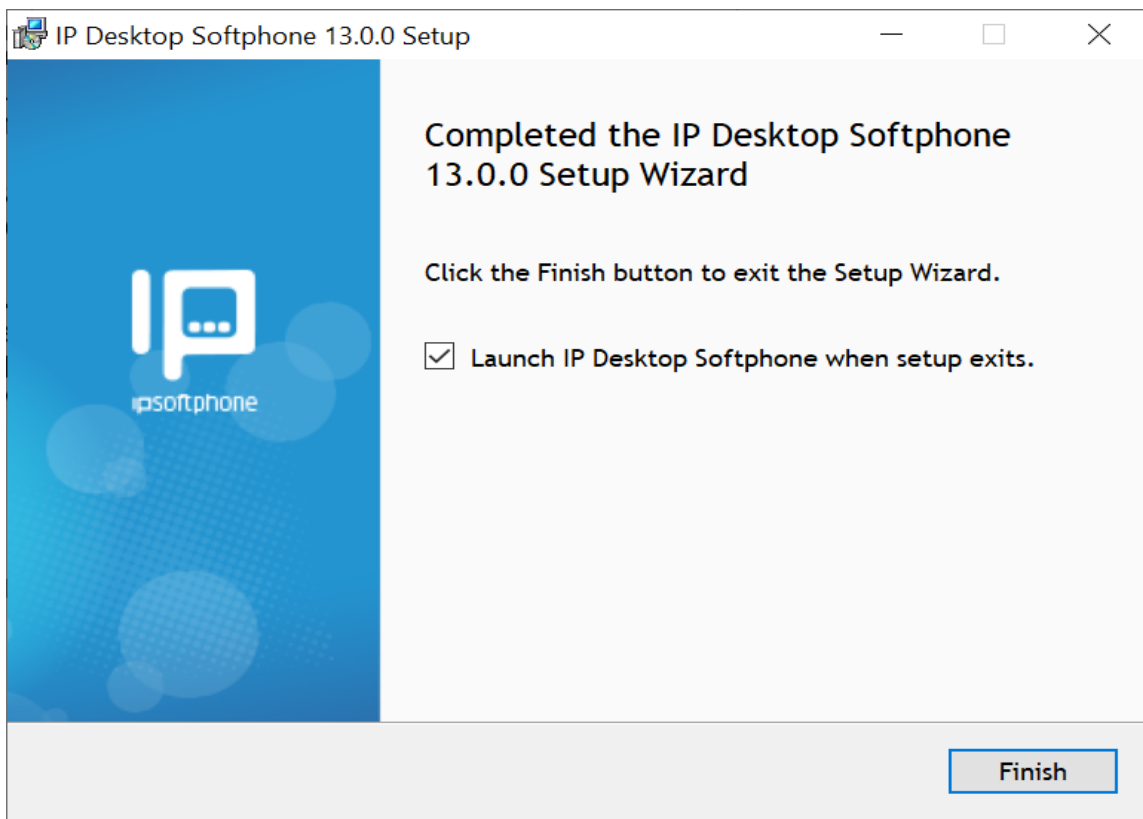 IP Desktop Softphone 13.0.0 Setup
Completed the IP Desktop Softphone
13.0.0 Setup Wizard
Click the Finish button to exit the Setup Wizard.
Launch IP Desktop Softphone when setup exits.
IP
ipsoftphone
Finish